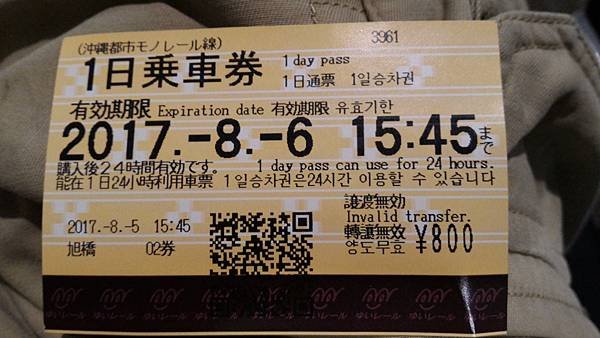 (沖縄都市モノレール線)
3961
1日乗車券 1 day pass
1日通票 1일승차권
有効期限 Expiration date 有効期限 유효기한
2017.-8.-6 15:45まで
購入後24時間有効です。 1 day pass can use for 24 hours.
能在1日24小時利用車票 1일승차권은24시간 이용할 수 있습니다
譲渡無効
Invalid transfer.
2017.-8.-5 15:45
轉讓無效
양도무효 ¥800
旭橋 02券